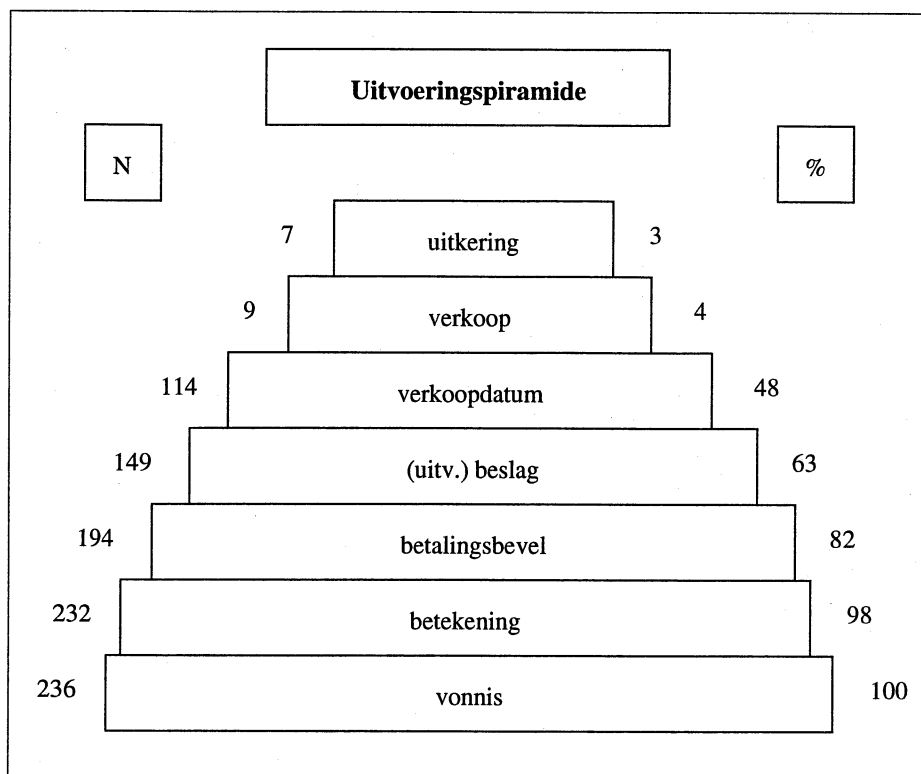 Uitvoeringspiramide
N %
7 uitkering 3
9 verkoop 4
114 verkoopdatum 48
149 (uitv.) beslag 63
194 betalingsbevel 82
232 betekening 98
236 vonnis 100